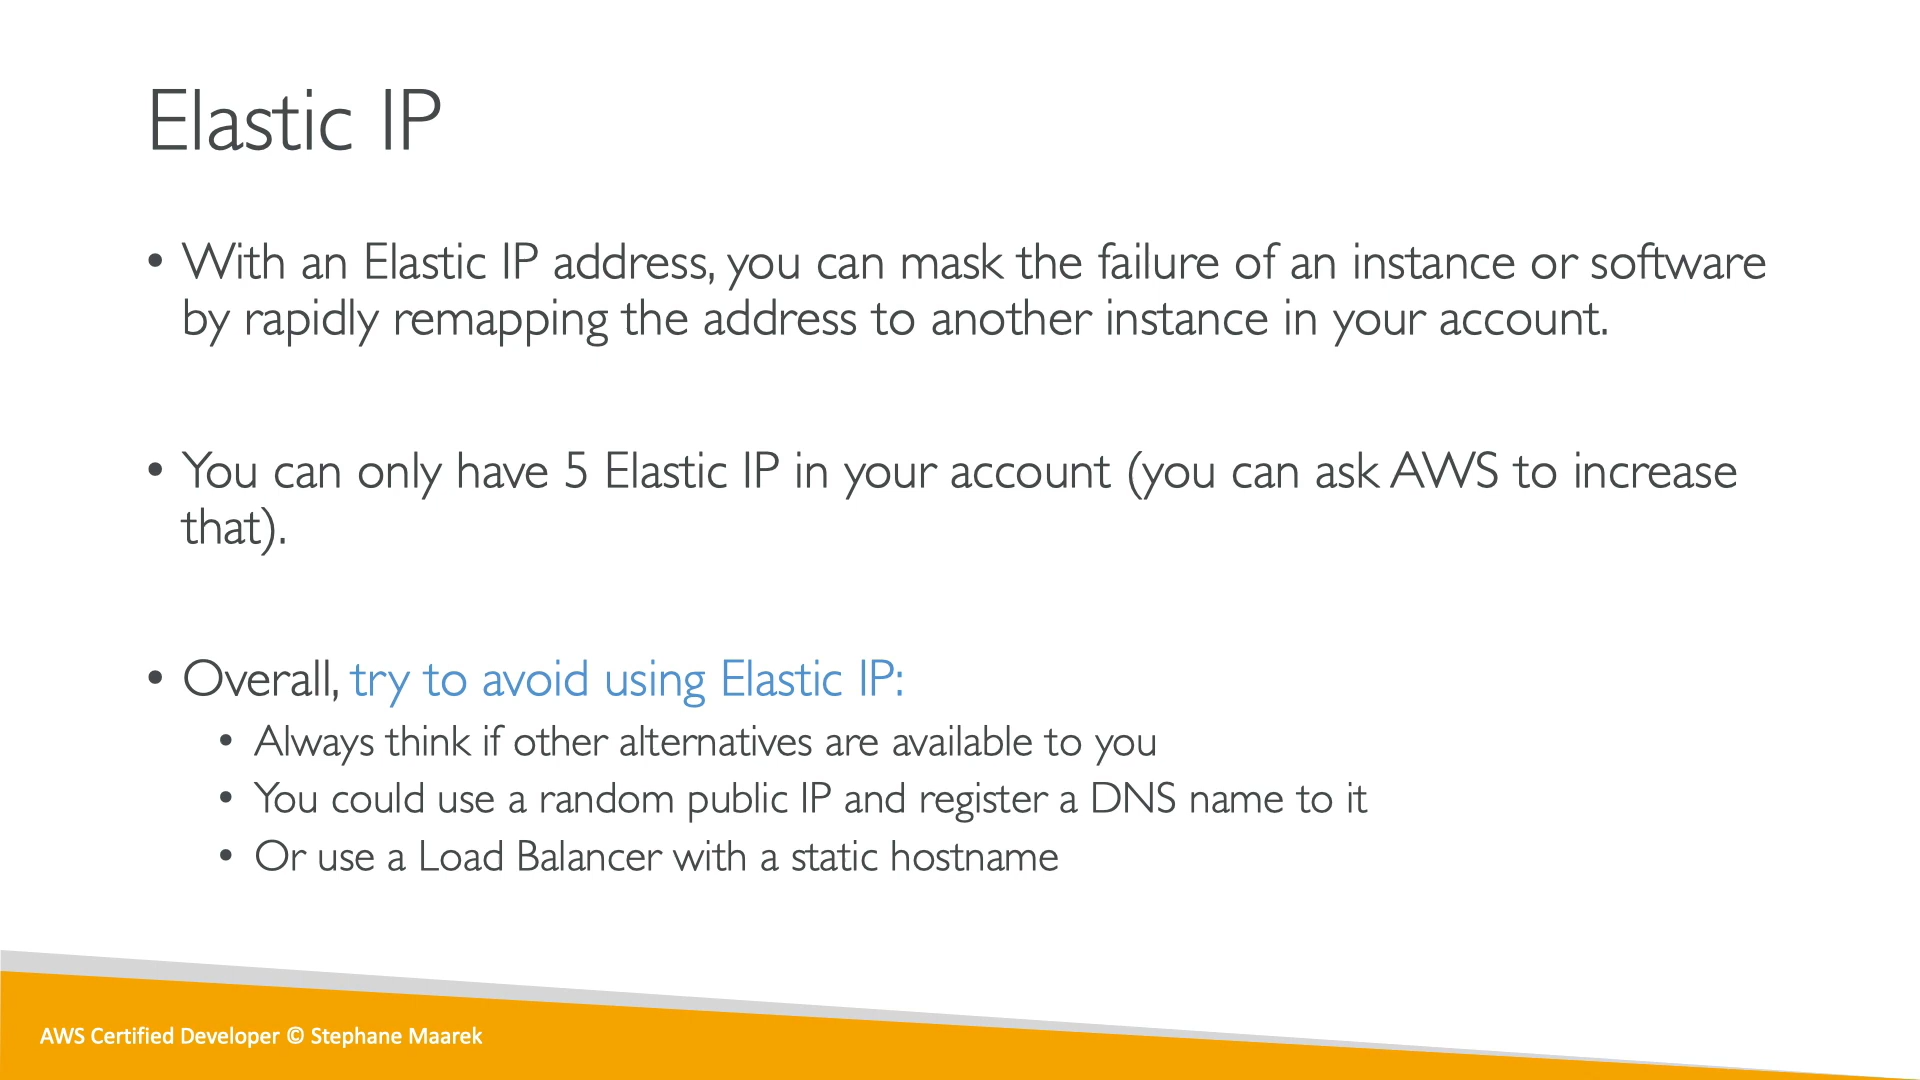 Elastic IP
• With an Elastic IP address, you can mask the failure of an instance or software
by rapidly remapping the address to another instance in your account.
• You can only have 5 Elastic IP in your account (you can ask AWS to increase
that).
• Overall, try to avoid using Elastic IP:
• Always think if other alternatives are available to you
• You could use a random public IP and register a DNS name to it
• Or use a Load Balancer with a static hostname
AWS Certified Developer © Stephane Maarek